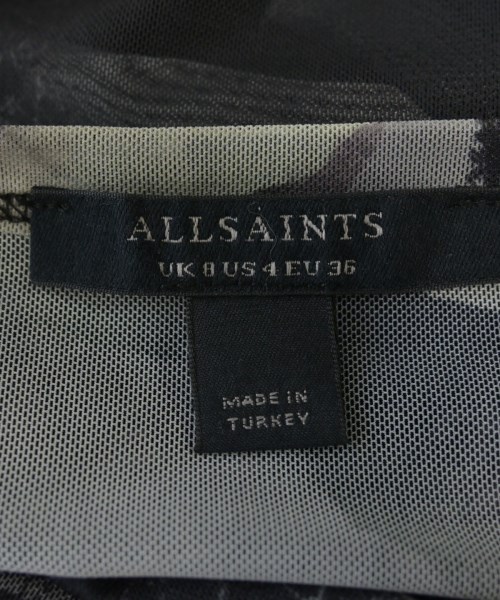 ALLSAINTS
UK 8 US 4 EU 36
MADE IN
TURKEY